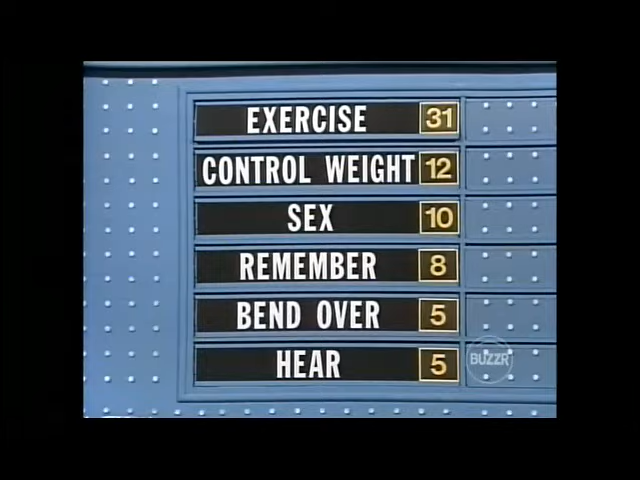 EXERCISE 31
CONTROL WEIGHT 12
SEX 10
REMEMBER 8
BEND OVER 5
HEAR 5
BUZZR